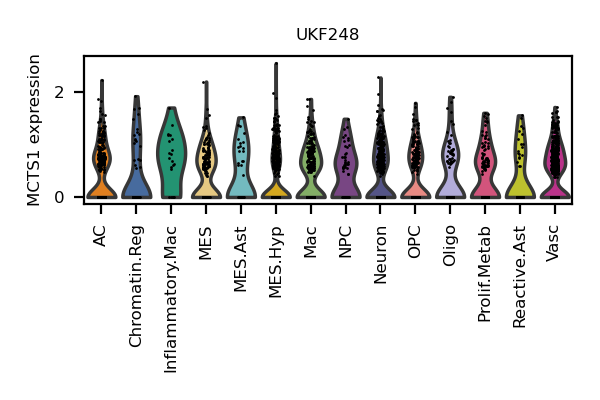 UKF248
MCTS1 expression
2
0
AC
Chromatin.Reg
Inflammatory.Mac
MES
MES.Ast
MES.Hyp
Mac
NPC
Neuron
OPC
Oligo
Prolif.Metab
Reactive.Ast
Vasc